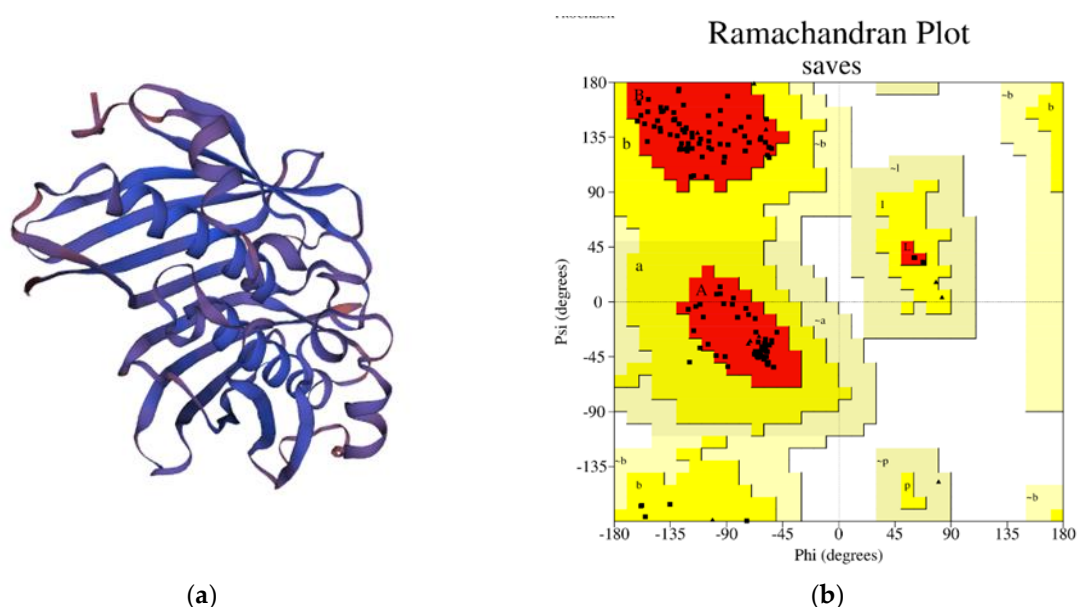 Ramachandran Plot
saves
180
135
90
45
0
-45
-90
-135
Psi (degrees)
B
b
~b
~b
b
~l
l
L
a
A
~a
~b
b
~p
p
~b
-180
-135
-90
-45
0
45
90
135
180
Phi (degrees)
(a)
(b)